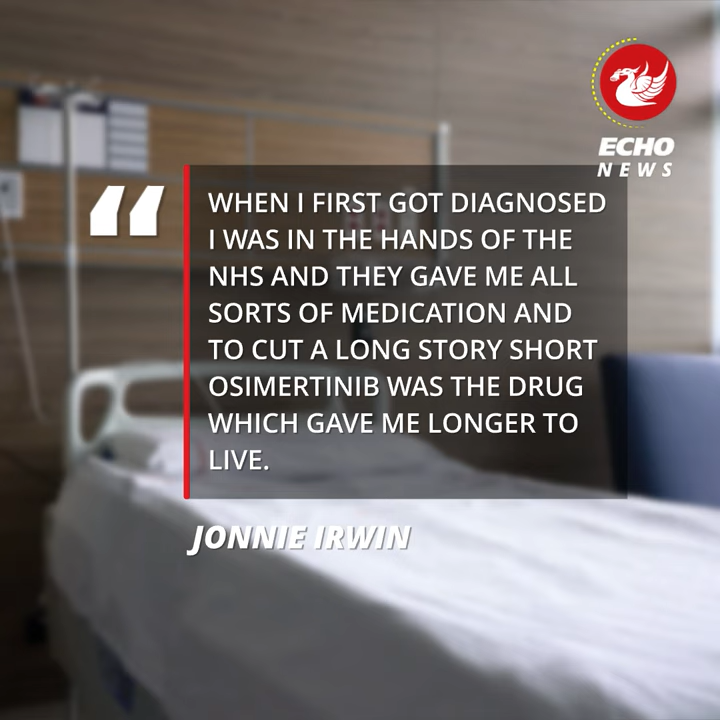 ECHO
NEWS
“
WHEN I FIRST GOT DIAGNOSED
I WAS IN THE HANDS OF THE
NHS AND THEY GAVE ME ALL
SORTS OF MEDICATION AND
TO CUT A LONG STORY SHORT
OSIMERTINIB WAS THE DRUG
WHICH GAVE ME LONGER TO
LIVE.
JONNIE IRWIN